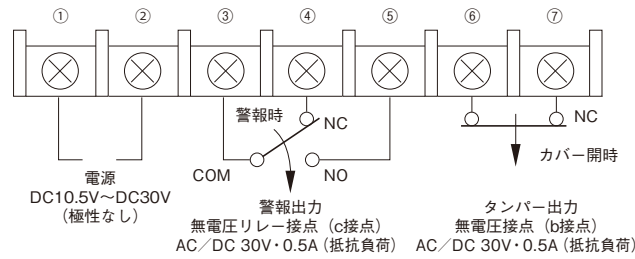 ① ② ③ ④ ⑤ ⑥ ⑦
警報時
NC
NC
COM
NO
カバー開時
電源
DC10.5V～DC30V
（極性なし）
警報出力
無電圧リレー接点（c接点）
AC／DC 30V・0.5A（抵抗負荷）
タンパー出力
無電圧接点（b接点）
AC／DC 30V・0.5A（抵抗負荷）